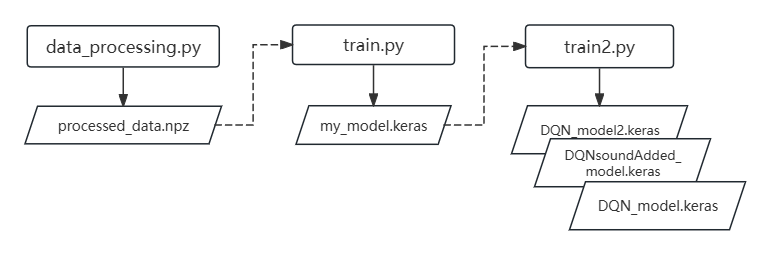 data_processing.py
train.py
train2.py
processed_data.npz
my_model.keras
DQN_model2.keras
DQNsoundAdded_
model.keras
DQN_model.keras